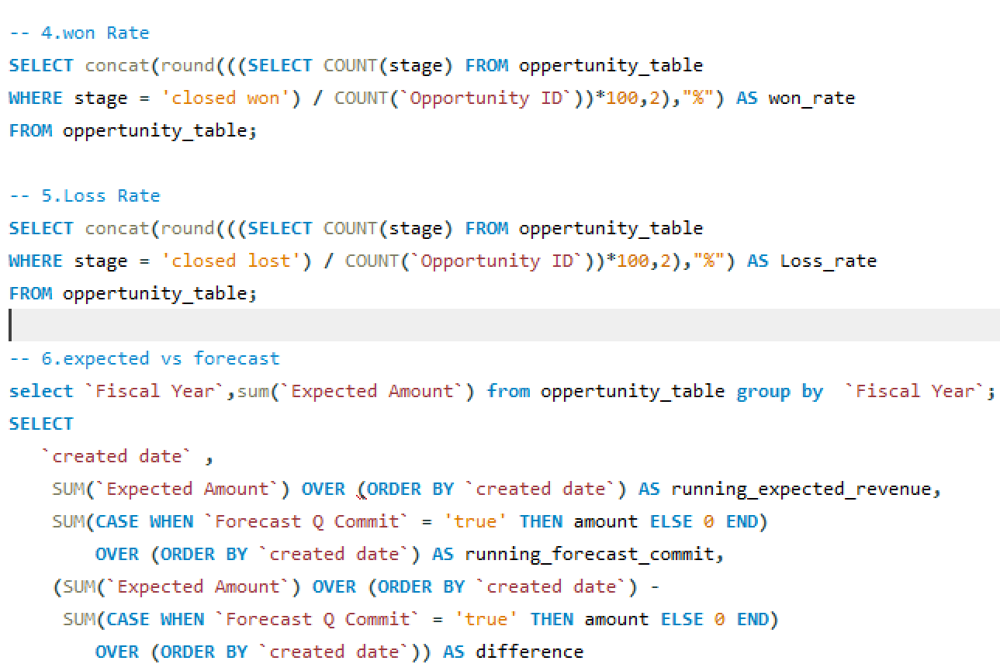 -- 4.won Rate
SELECT concat(round(((SELECT COUNT(stage) FROM oppertunity_table
WHERE stage = 'closed won') / COUNT(`Opportunity ID`))*100,2),"%") AS won_rate
FROM oppertunity_table;
-- 5.Loss Rate
SELECT concat(round(((SELECT COUNT(stage) FROM oppertunity_table
WHERE stage = 'closed lost') / COUNT(`Opportunity ID`))*100,2),"%") AS Loss_rate
FROM oppertunity_table;
-- 6.expected vs forecast
select `Fiscal Year`,sum(`Expected Amount`) from oppertunity_table group by  `Fiscal Year`;
SELECT
`created date` ,
SUM(`Expected Amount`) OVER (ORDER BY `created date`) AS running_expected_revenue,
SUM(CASE WHEN `Forecast Q Commit` = 'true' THEN amount ELSE 0 END)
OVER (ORDER BY `created date`) AS running_forecast_commit,
(SUM(`Expected Amount`) OVER (ORDER BY `created date`) -
SUM(CASE WHEN `Forecast Q Commit` = 'true' THEN amount ELSE 0 END)
OVER (ORDER BY `created date`)) AS difference